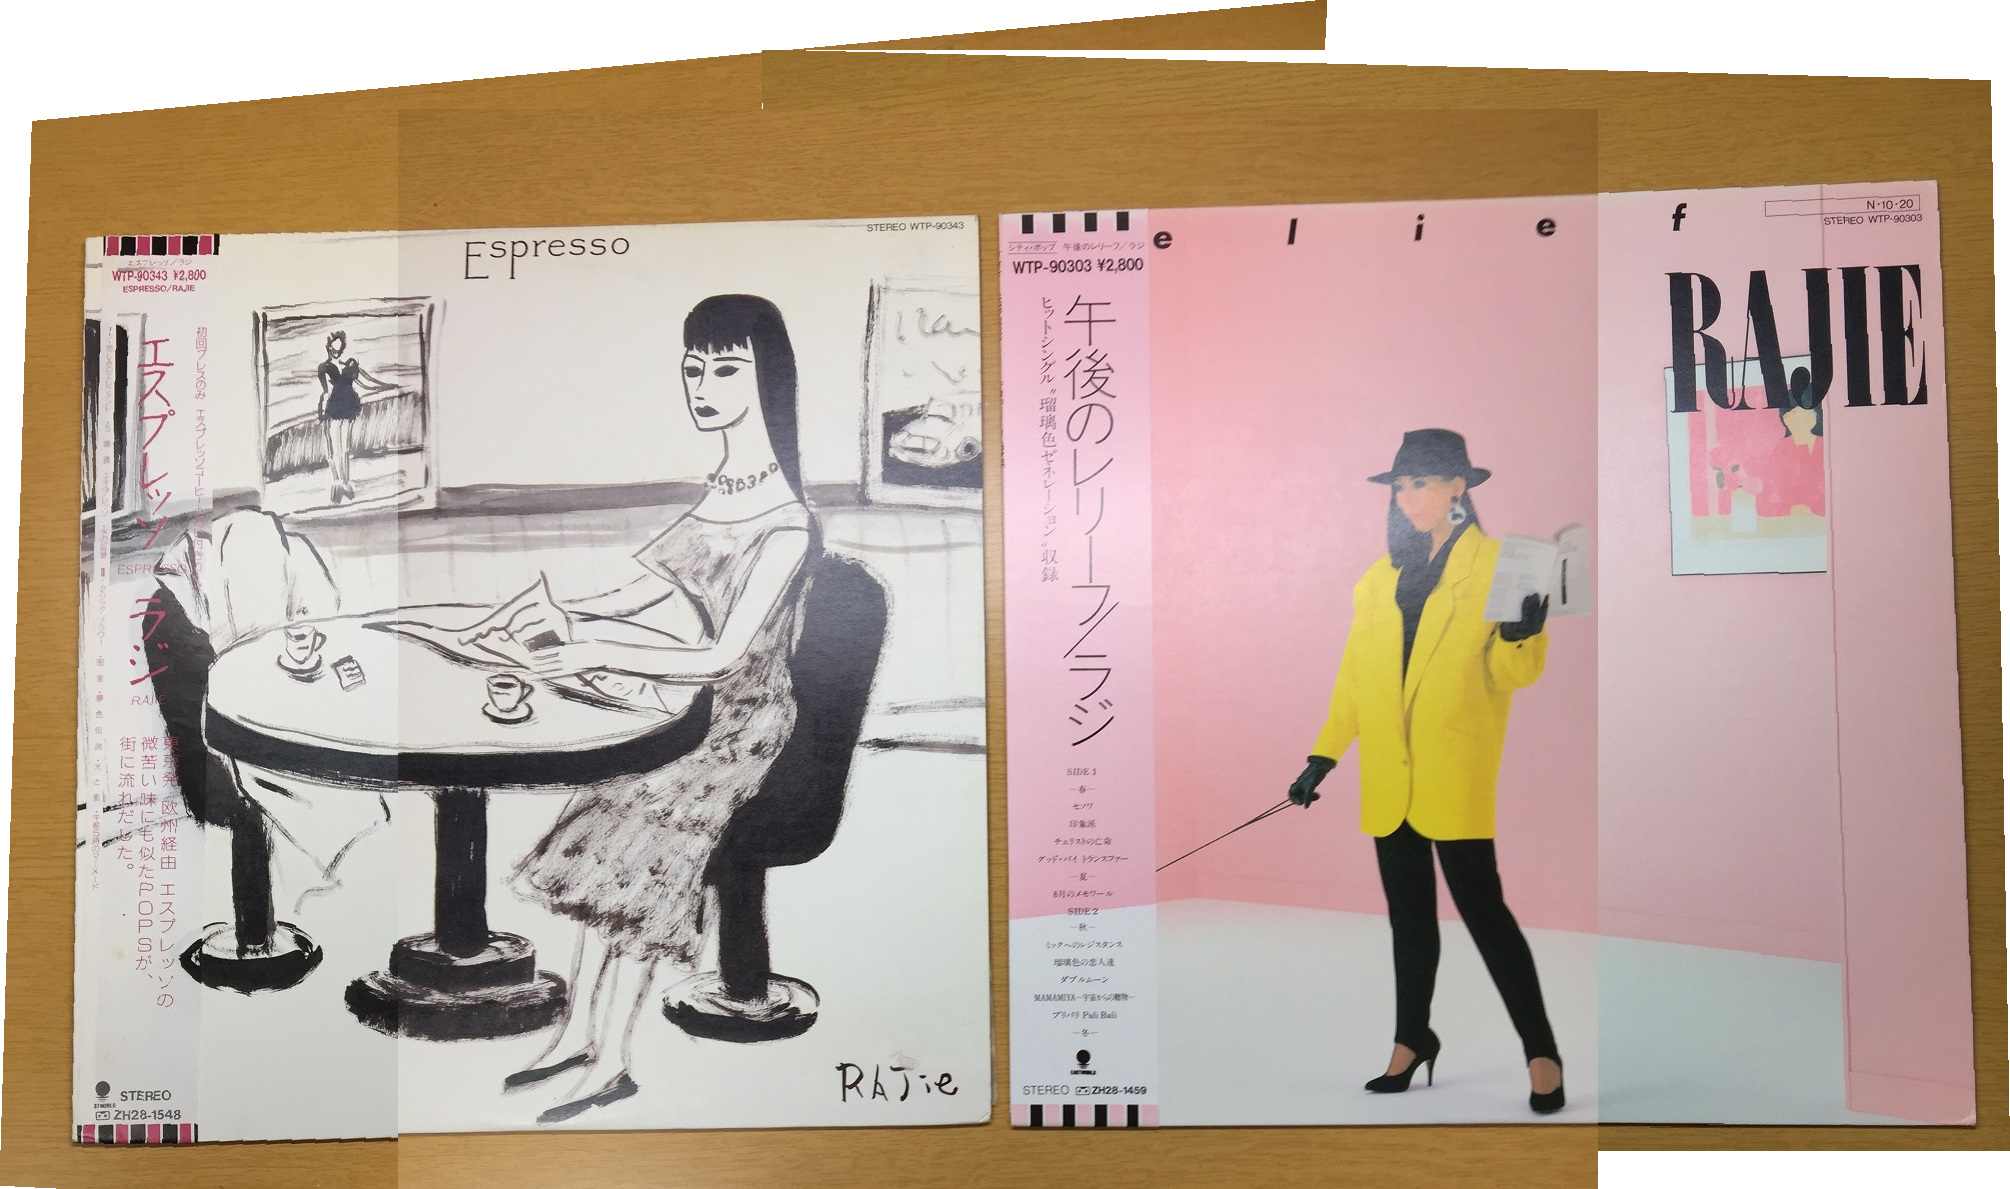 STEREO WTP-90343
Espresso
エスプレッソ/ラジ
WTP-90343 ¥2,800
ESPRESSO/RAJIE
初回プレスのみ エスプレッソコーヒー
エスプレッソ
ESPRESSO
ラジ
RAJIE
東京発 欧州経由 エスプレッソの
微苦い味にも似たPOPSが、
街に流れだした。
STEREO
ZH28-1548
RAJie
e l i e f
N・10・20
STEREO WTP-90303
RAJIE
シティ・ポップ 午後のレリーフ/ラジ
WTP-90303 ¥2,800
午後のレリーフ/ラジ
ヒットシングル“瑠璃色ゼネレーション”収録
SIDE 1
—春—
セソワ
印象派
チェリストの亡命
グッド・バイ トランスファー
—夏—
8月のメモワール
SIDE 2
—秋—
ミックへのレジスタンス
瑠璃色の恋人達
ダブルムーン
MAMAMIYA—宇宙からの贈物—
プリバリ Puli Bali
—冬—
EASTWORLD
STEREO ZH28-1459